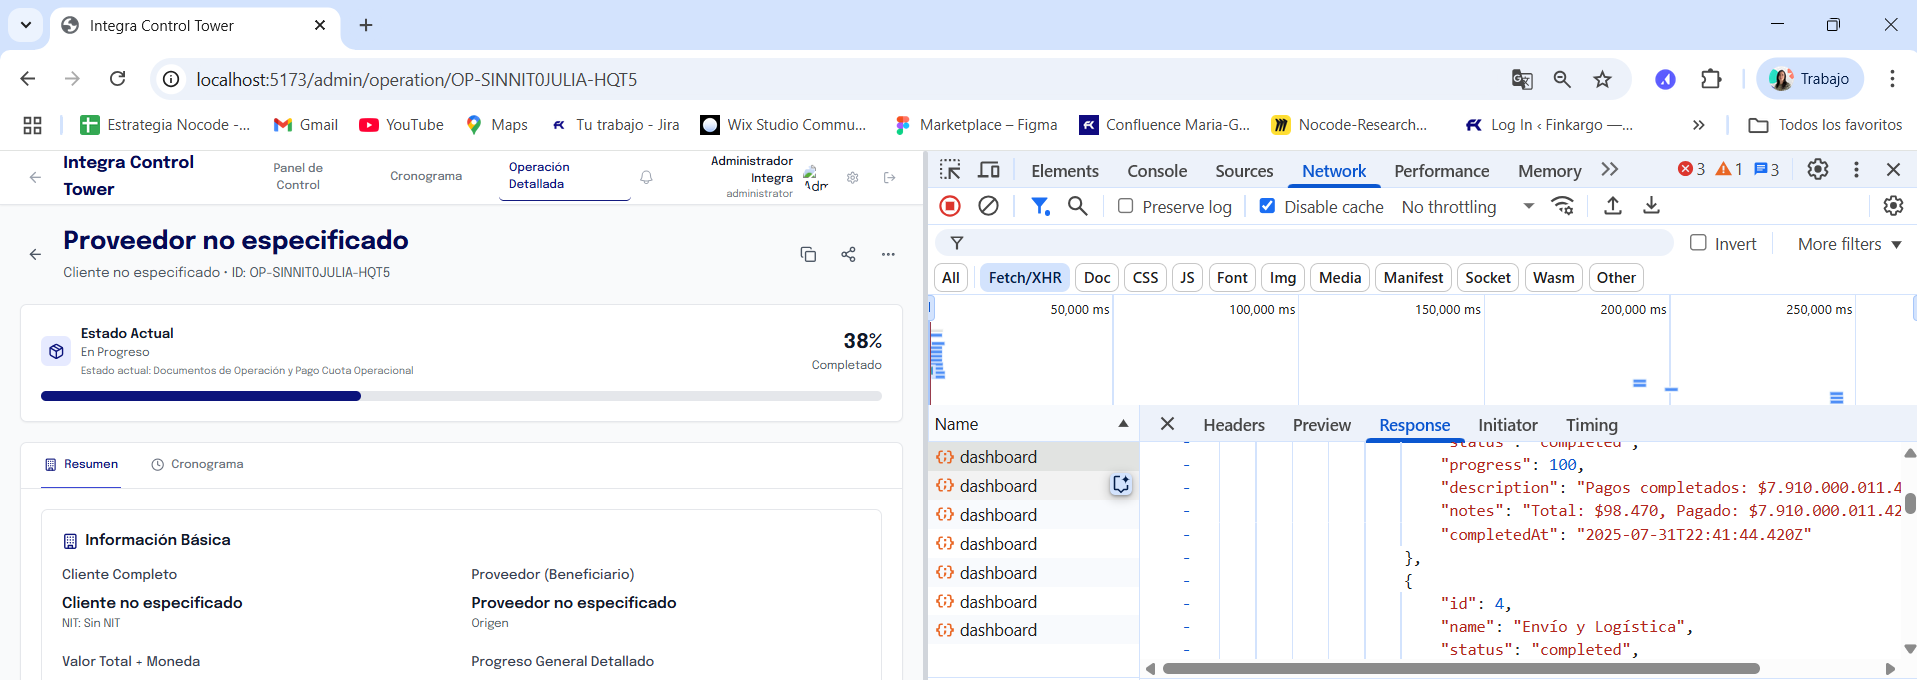 Integra Control Tower
localhost:5173/admin/operation/OP-SINNIT0JULIA-HQT5
Trabajo
Estrategia Nocode -...
Gmail
YouTube
Maps
Tu trabajo - Jira
Wix Studio Commu...
Marketplace – Figma
Confluence Maria-G...
Nocode-Research...
Log In ‹ Finkargo —...
Todos los favoritos
Integra Control
Tower
Panel de
Control
Cronograma
Operación
Detallada
Administrador
Integra
administrator
Adm
Proveedor no especificado
Cliente no especificado • ID: OP-SINNIT0JULIA-HQT5
Estado Actual
En Progreso
Estado actual: Documentos de Operación y Pago Cuota Operacional
38%
Completado
Resumen
Cronograma
Información Básica
Cliente Completo
Cliente no especificado
NIT: Sin NIT
Proveedor (Beneficiario)
Proveedor no especificado
Origen
Valor Total + Moneda
Progreso General Detallado
Elements
Console
Sources
Network
Performance
Memory
3
1
3
Preserve log
Disable cache
No throttling
Invert
More filters
All
Fetch/XHR
Doc
CSS
JS
Font
Img
Media
Manifest
Socket
Wasm
Other
50,000 ms
100,000 ms
150,000 ms
200,000 ms
250,000 ms
Name
dashboard
dashboard
dashboard
dashboard
dashboard
dashboard
dashboard
Headers
Preview
Response
Initiator
Timing
"status": "completed",
"progress": 100,
"description": "Pagos completados: $7.910.000.011.4
"notes": "Total: $98.470, Pagado: $7.910.000.011.42
"completedAt": "2025-07-31T22:41:44.420Z"
},
{
"id": 4,
"name": "Envío y Logística",
"status": "completed",